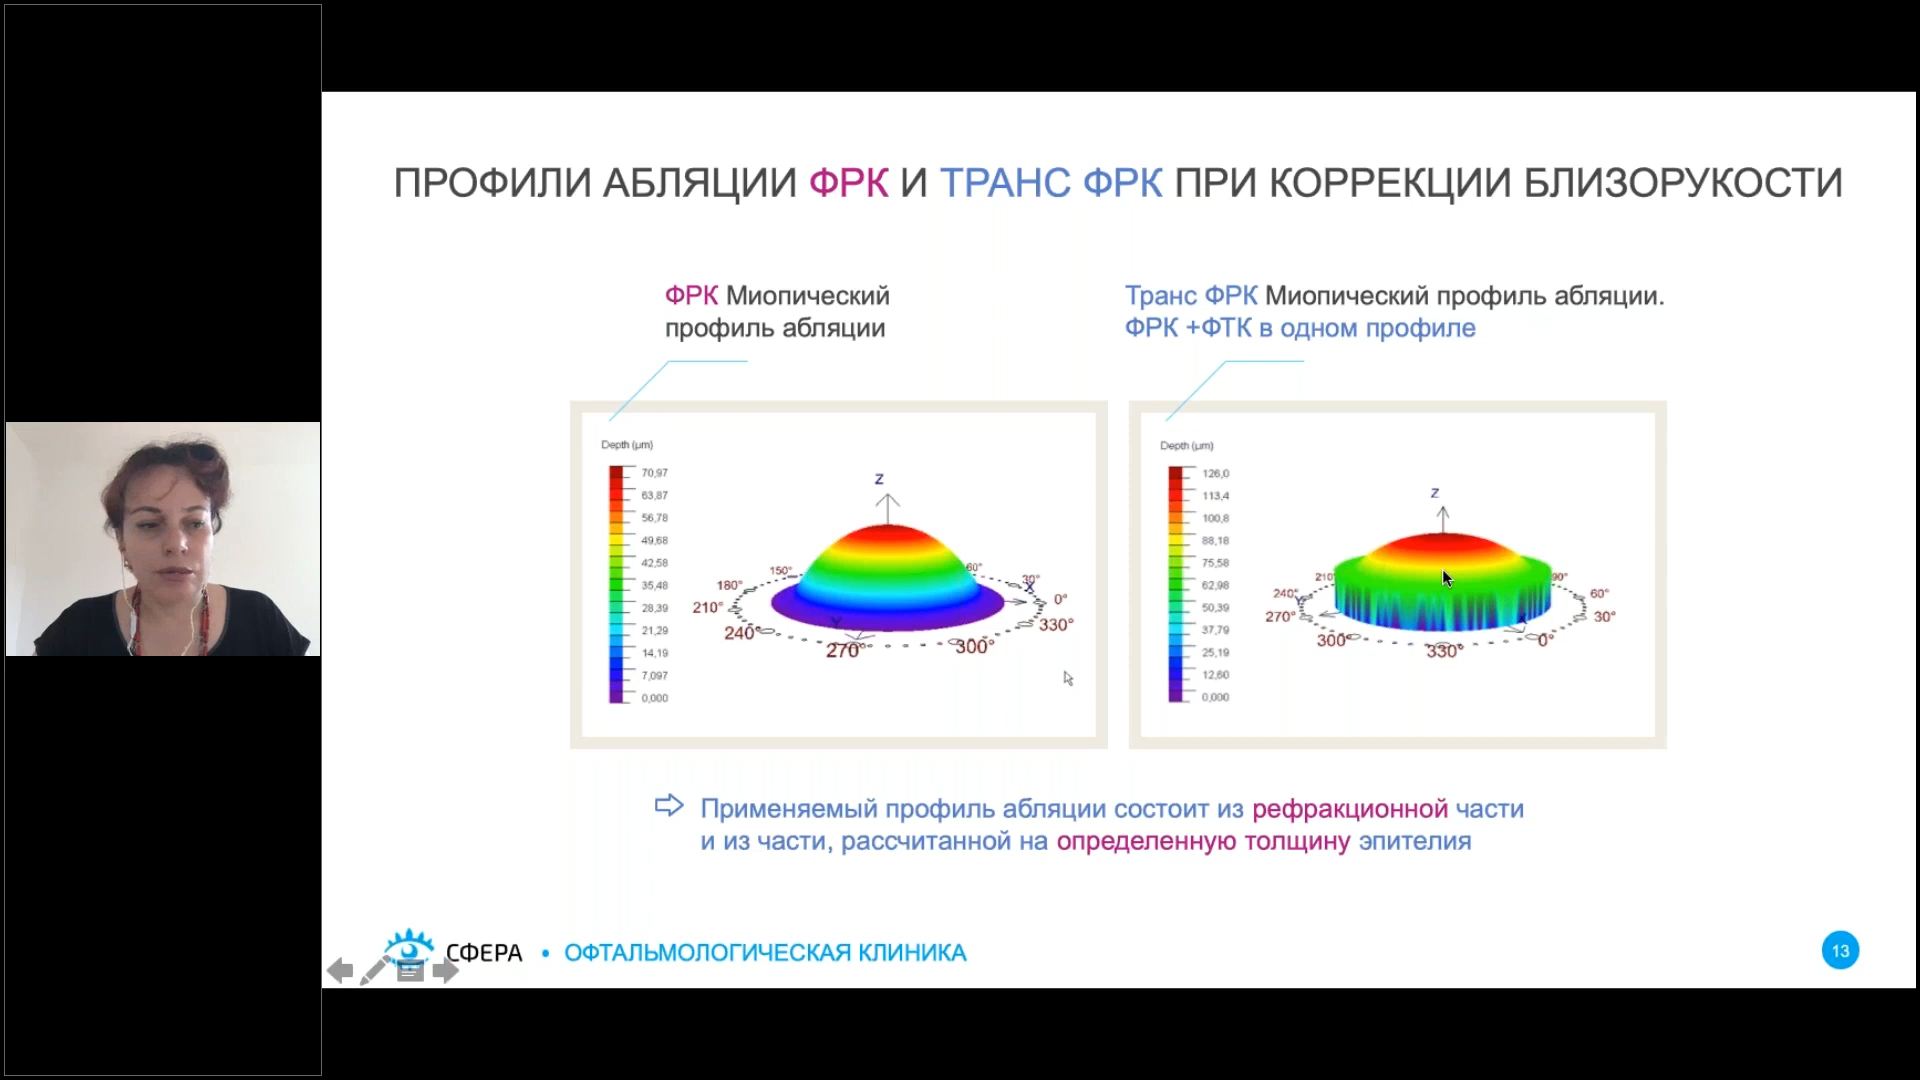 ПРОФИЛИ АБЛЯЦИИ ФРК И ТРАНС ФРК ПРИ КОРРЕКЦИИ БЛИЗОРУКОСТИ
ФРК Миопический
профиль абляции
Транс ФРК Миопический профиль абляции.
ФРК +ФТК в одном профиле
Depth (µm)
70,97
63,87
56,78
49,68
42,58
35,48
28,39
21,29
14,19
7,097
0,000
Z
150°
60°
180°
30°
X
210°
0°
240°
Y
330°
270°
300°
Depth (µm)
126,0
113,4
100,8
88,18
75,58
62,98
50,39
37,79
25,19
12,60
0,000
Z
210°
90°
240°
Y
60°
270°
30°
X
300°
330°
0°
Применяемый профиль абляции состоит из рефракционной части
и из части, рассчитанной на определенную толщину эпителия
СФЕРА • ОФТАЛЬМОЛОГИЧЕСКАЯ КЛИНИКА
13